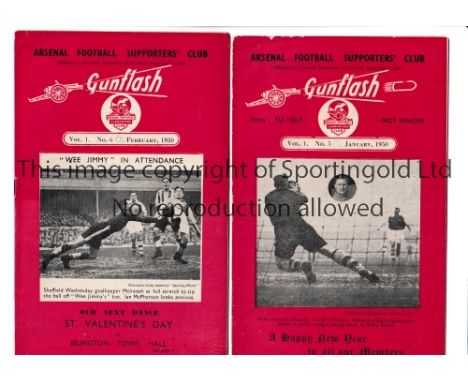 ARSENAL FOOTBALL SUPPORTERS' CLUB
Gunflash
VOL. 1. No. 6 FEBRUARY, 1950
"WEE JIMMY" IN ATTENDANCE
Sheffield Wednesday goalkeeper McIntosh at full stretch to tip
the ball off "Wee Jimmy's" toe. Ian McPherson looks anxious.
OUR NEXT DANCE
ST. VALENTINE'S DAY
ISLINGTON TOWN HALL
ARSENAL FOOTBALL SUPPORTERS' CLUB
Gunflash
TO HELP NOT HINDER
VOL. 1. No. 5 JANUARY, 1950
A Happy New Year
to all our Members
This image is the copyright of Sportingold Ltd
No reproduction allowed